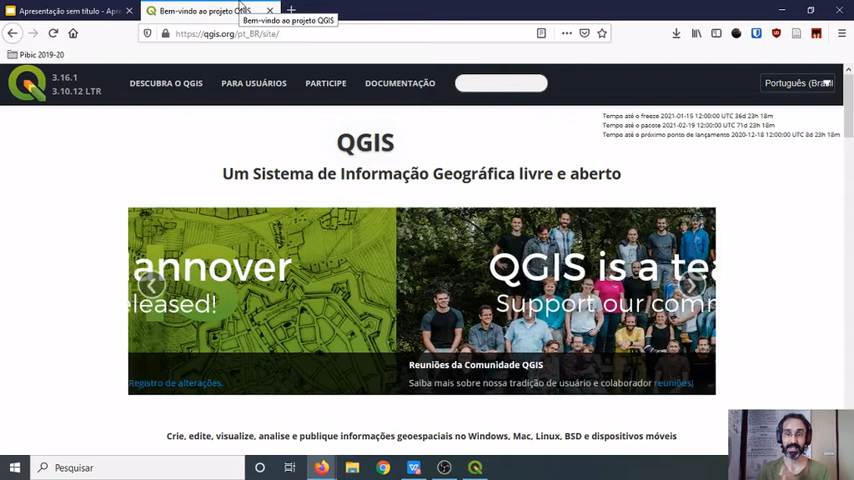 Apresentação sem título - Apr
Bem-vindo ao projeto QGIS
Bem-vindo ao projeto QGIS
https://qgis.org/pt_BR/site/
Pibic 2019-20
3.16.1
3.10.12 LTR
DESCUBRA O QGIS
PARA USUÁRIOS
PARTICIPE
DOCUMENTAÇÃO
Português (Brasil
Tempo até o freeze 2021-01-15 12:00:00 UTC 36d 23h 18m
Tempo até o pacote 2021-02-19 12:00:00 UTC 71d 23h 18m
Tempo até o próximo ponto de lançamento 2020-12-18 12:00:00 UTC 8d 23h 18m
QGIS
Um Sistema de Informação Geográfica livre e aberto
annover
eleased!
QGIS is a tea
Support our comm
Registro de alterações.
Reuniões da Comunidade QGIS
Saiba mais sobre nossa tradição de usuário e colaborador reuniões!
Crie, edite, visualize, analise e publique informações geoespaciais no Windows, Mac, Linux, BSD e dispositivos móveis
Pesquisar